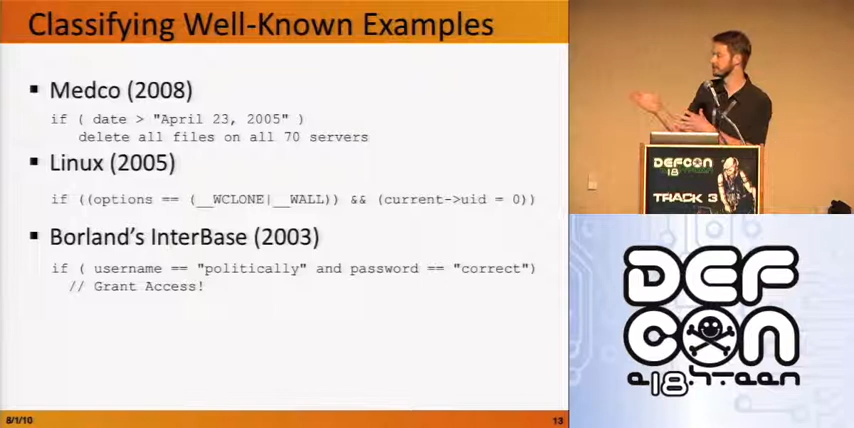 Classifying Well-Known Examples
▪ Medco (2008)
if ( date > "April 23, 2005" )
delete all files on all 70 servers
▪ Linux (2005)
if ((options == (__WCLONE|__WALL)) && (current->uid = 0))
▪ Borland's InterBase (2003)
if ( username == "politically" and password == "correct")
// Grant Access!
8/1/10
13
DEFCON
18
TRACK 3
DEF
CON
e18h-teen